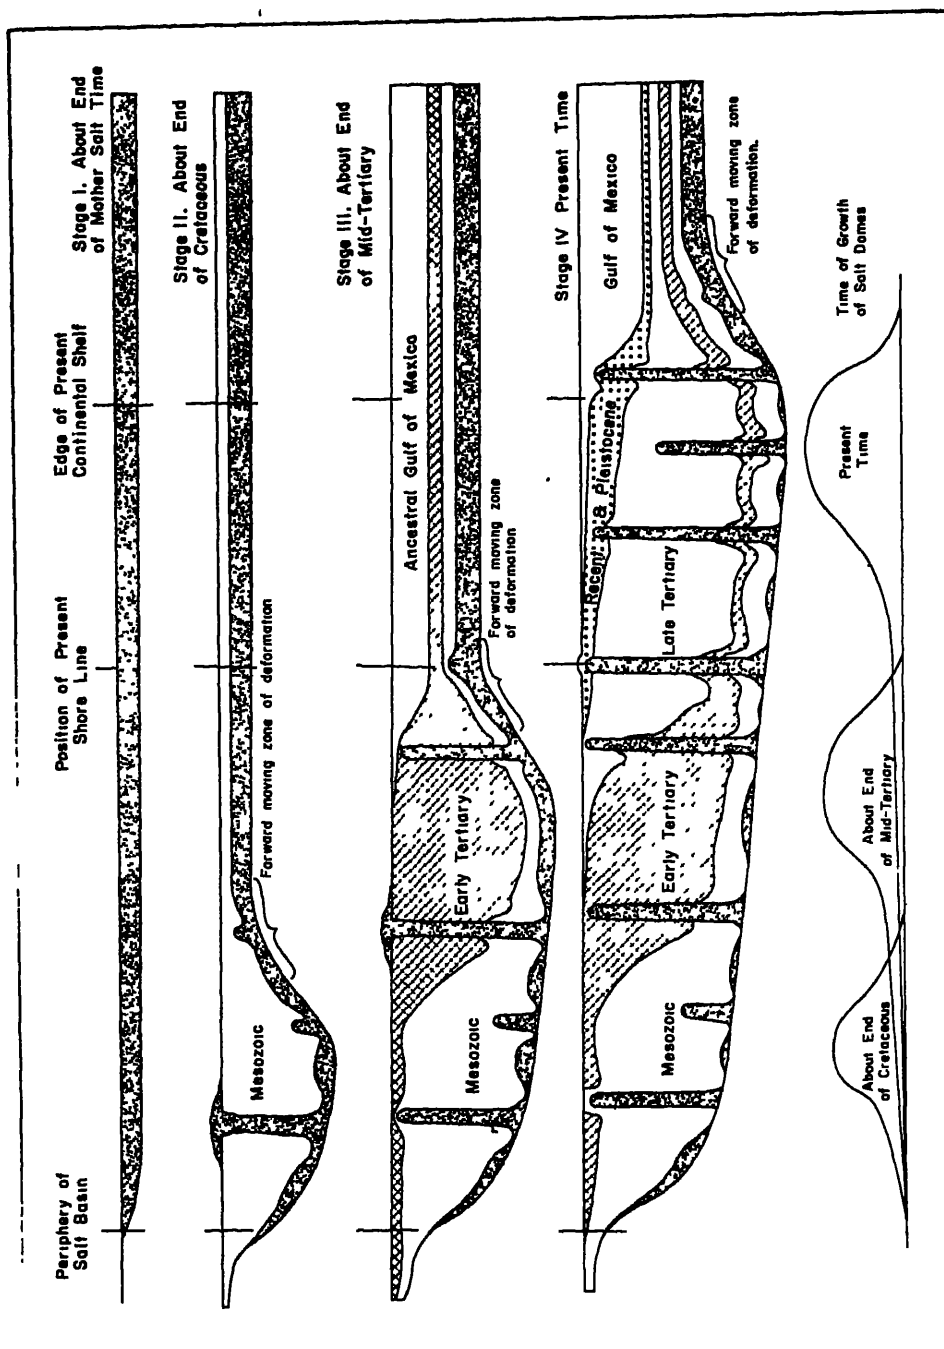 Periphery of
Salt Basin
Position of Present
Shore Line
Edge of Present
Continental Shelf
Stage I. About End
of Mother Salt Time
Stage II. About End
of Cretaceous
Mesozoic
Forward moving zone of deformation
Stage III. About End
of Mid-Tertiary
Ancestral Gulf of Mexico
Mesozoic
Early Tertiary
Forward moving zone
of deformation
Stage IV Present Time
Gulf of Mexico
Recent & Pleistocene
Mesozoic
Early Tertiary
Late Tertiary
Forward moving zone
of deformation.
Time of Growth
of Salt Domes
About End
of Cretaceous
About End
of Mid-Tertiary
Present
Time